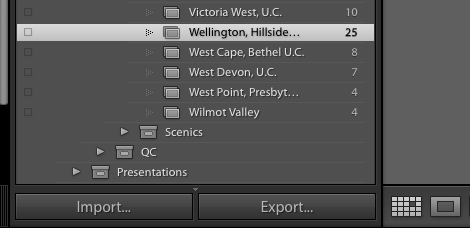 Victoria West, U.C. 10
Wellington, Hillside... 25
West Cape, Bethel U.C. 8
West Devon, U.C. 7
West Point, Presbyt... 4
Wilmot Valley 4
Scenics
QC
Presentations
Import... Export...